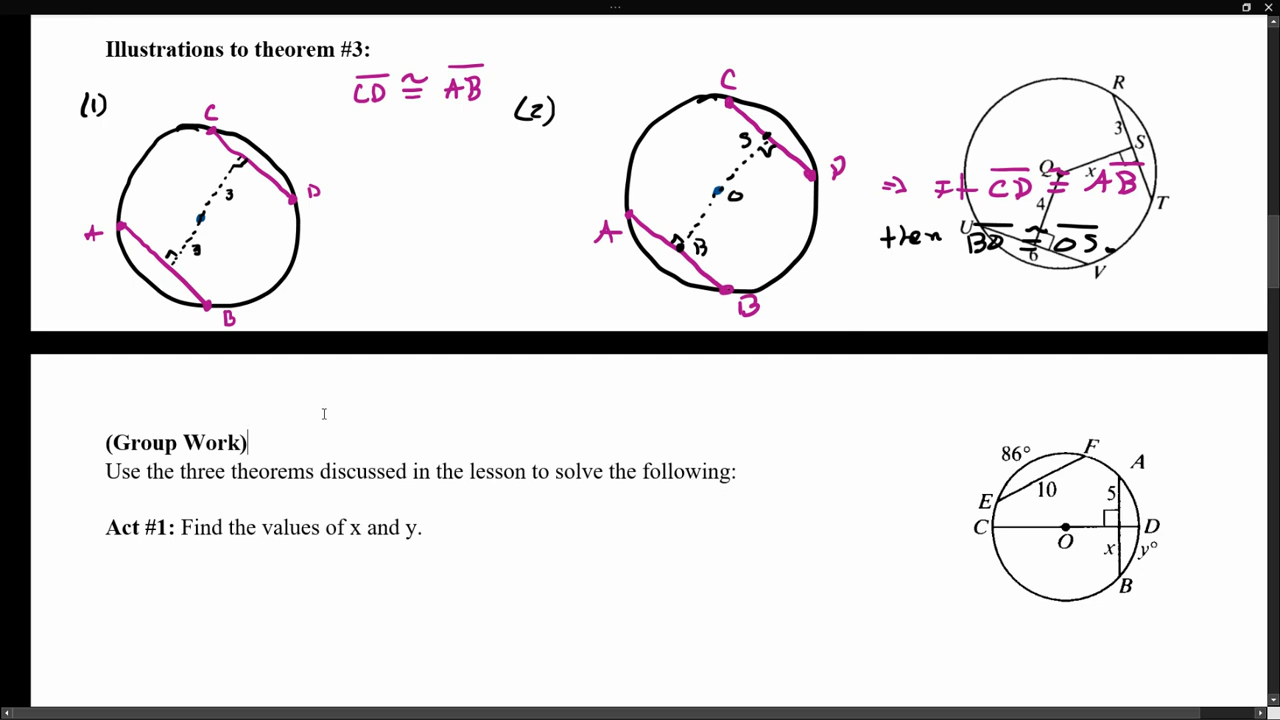 Illustrations to theorem #3:
(1)
CD ≅ AB
(2)
C
D
A
B
3
3
C
D
A
B
S
O
B
R
3
S
Q
x
T
4
U
6
V
⇒ If CD ≅ AB
then BO ≅ OS.
(Group Work)
Use the three theorems discussed in the lesson to solve the following:
Act #1: Find the values of x and y.
86°
F
A
E
10
5
C
D
O
x
y°
B